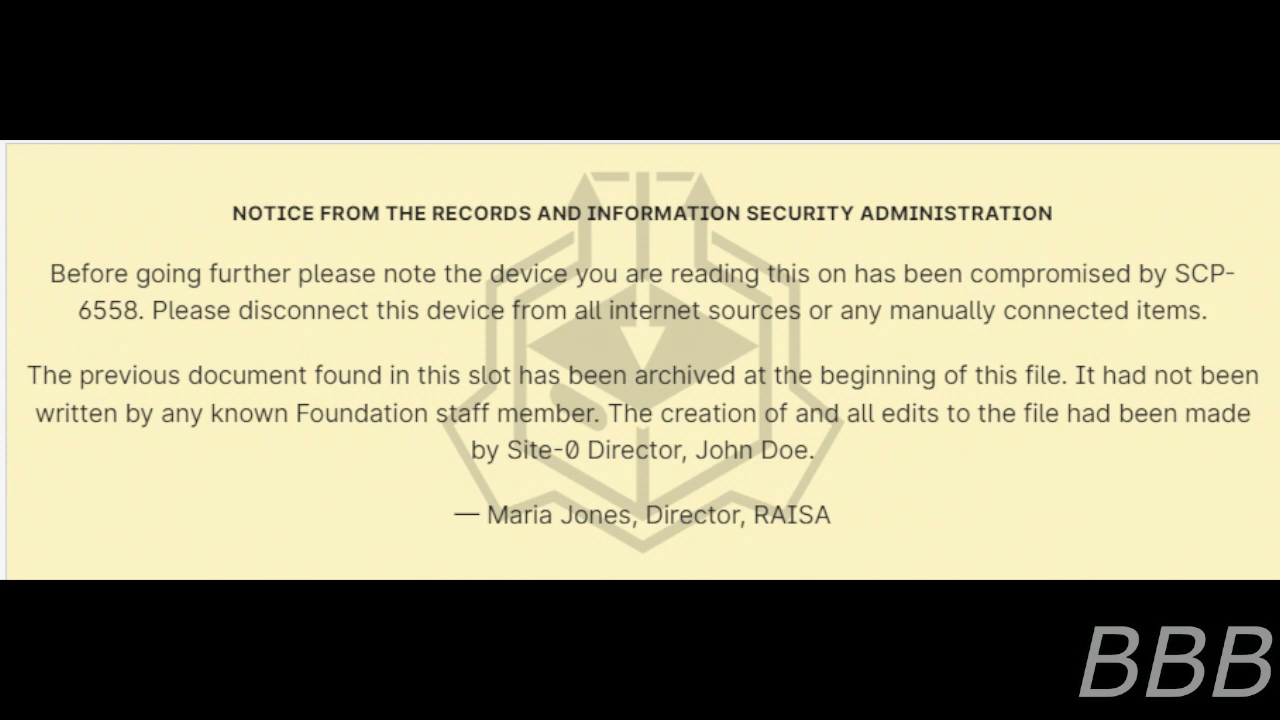 NOTICE FROM THE RECORDS AND INFORMATION SECURITY ADMINISTRATION
Before going further please note the device you are reading this on has been compromised by SCP-
6558. Please disconnect this device from all internet sources or any manually connected items.
The previous document found in this slot has been archived at the beginning of this file. It had not been
written by any known Foundation staff member. The creation of and all edits to the file had been made
by Site-0 Director, John Doe.
— Maria Jones, Director, RAISA
BBB